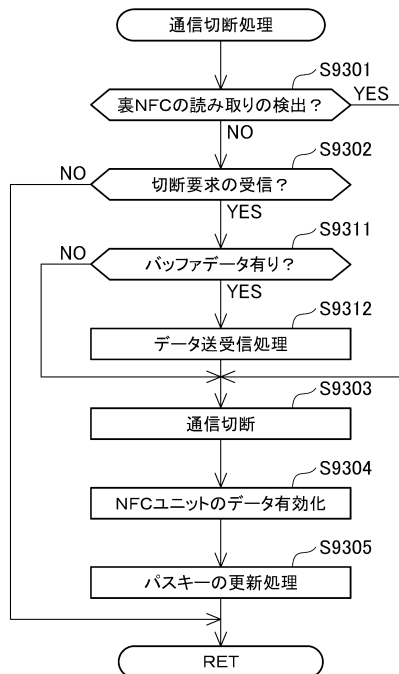 通信切断処理
S9301
裏NFCの読み取りの検出？
YES
NO
S9302
NO
切断要求の受信？
YES
S9311
NO
バッファデータ有り？
YES
S9312
データ送受信処理
S9303
通信切断
S9304
NFCユニットのデータ有効化
S9305
パスキーの更新処理
RET